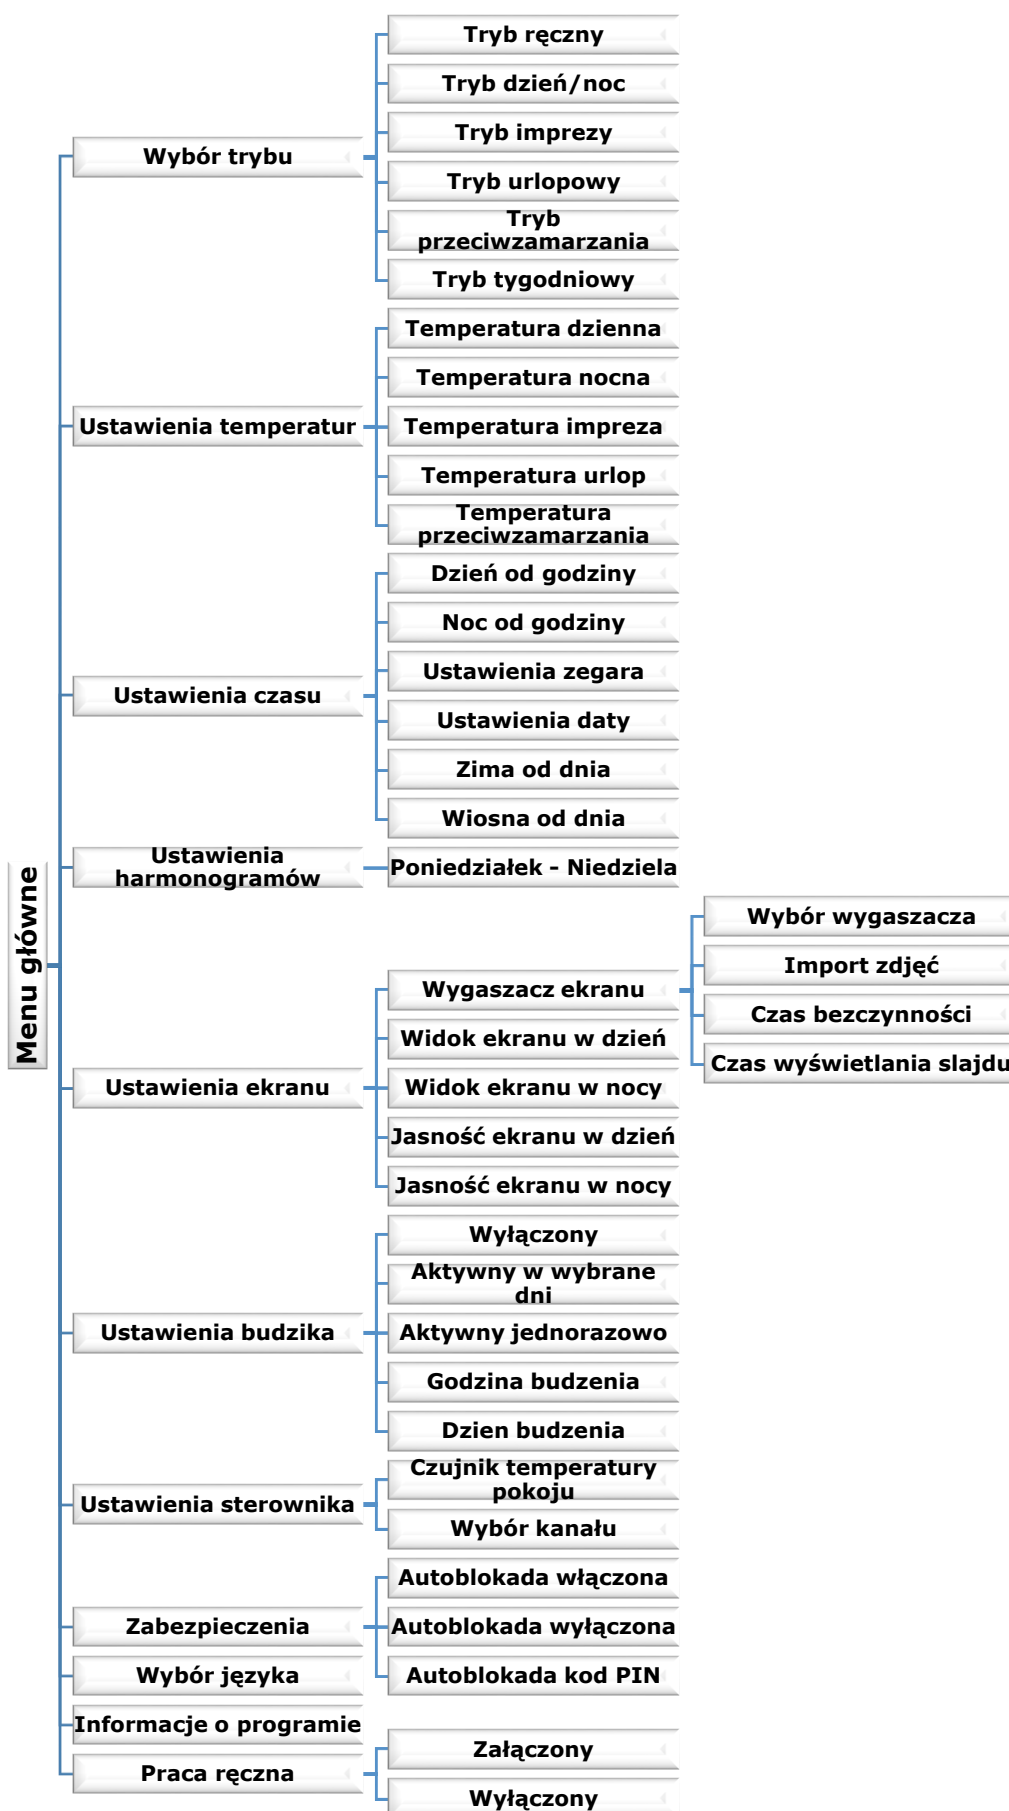 Menu główne
Wybór trybu
Tryb ręczny
Tryb dzień/noc
Tryb imprezy
Tryb urlopowy
Tryb
przeciwzamarzania
Tryb tygodniowy
Ustawienia temperatur
Temperatura dzienna
Temperatura nocna
Temperatura impreza
Temperatura urlop
Temperatura
przeciwzamarzania
Ustawienia czasu
Dzień od godziny
Noc od godziny
Ustawienia zegara
Ustawienia daty
Zima od dnia
Wiosna od dnia
Ustawienia
harmonogramów
Poniedziałek - Niedziela
Ustawienia ekranu
Wygaszacz ekranu
Wybór wygaszacza
Import zdjęć
Czas bezczynności
Czas wyświetlania slajdu
Widok ekranu w dzień
Widok ekranu w nocy
Jasność ekranu w dzień
Jasność ekranu w nocy
Ustawienia budzika
Wyłączony
Aktywny w wybrane
dni
Aktywny jednorazowo
Godzina budzenia
Dzien budzenia
Ustawienia sterownika
Czujnik temperatury
pokoju
Wybór kanału
Zabezpieczenia
Autoblokada włączona
Autoblokada wyłączona
Autoblokada kod PIN
Wybór języka
Informacje o programie
Praca ręczna
Załączony
Wyłączony